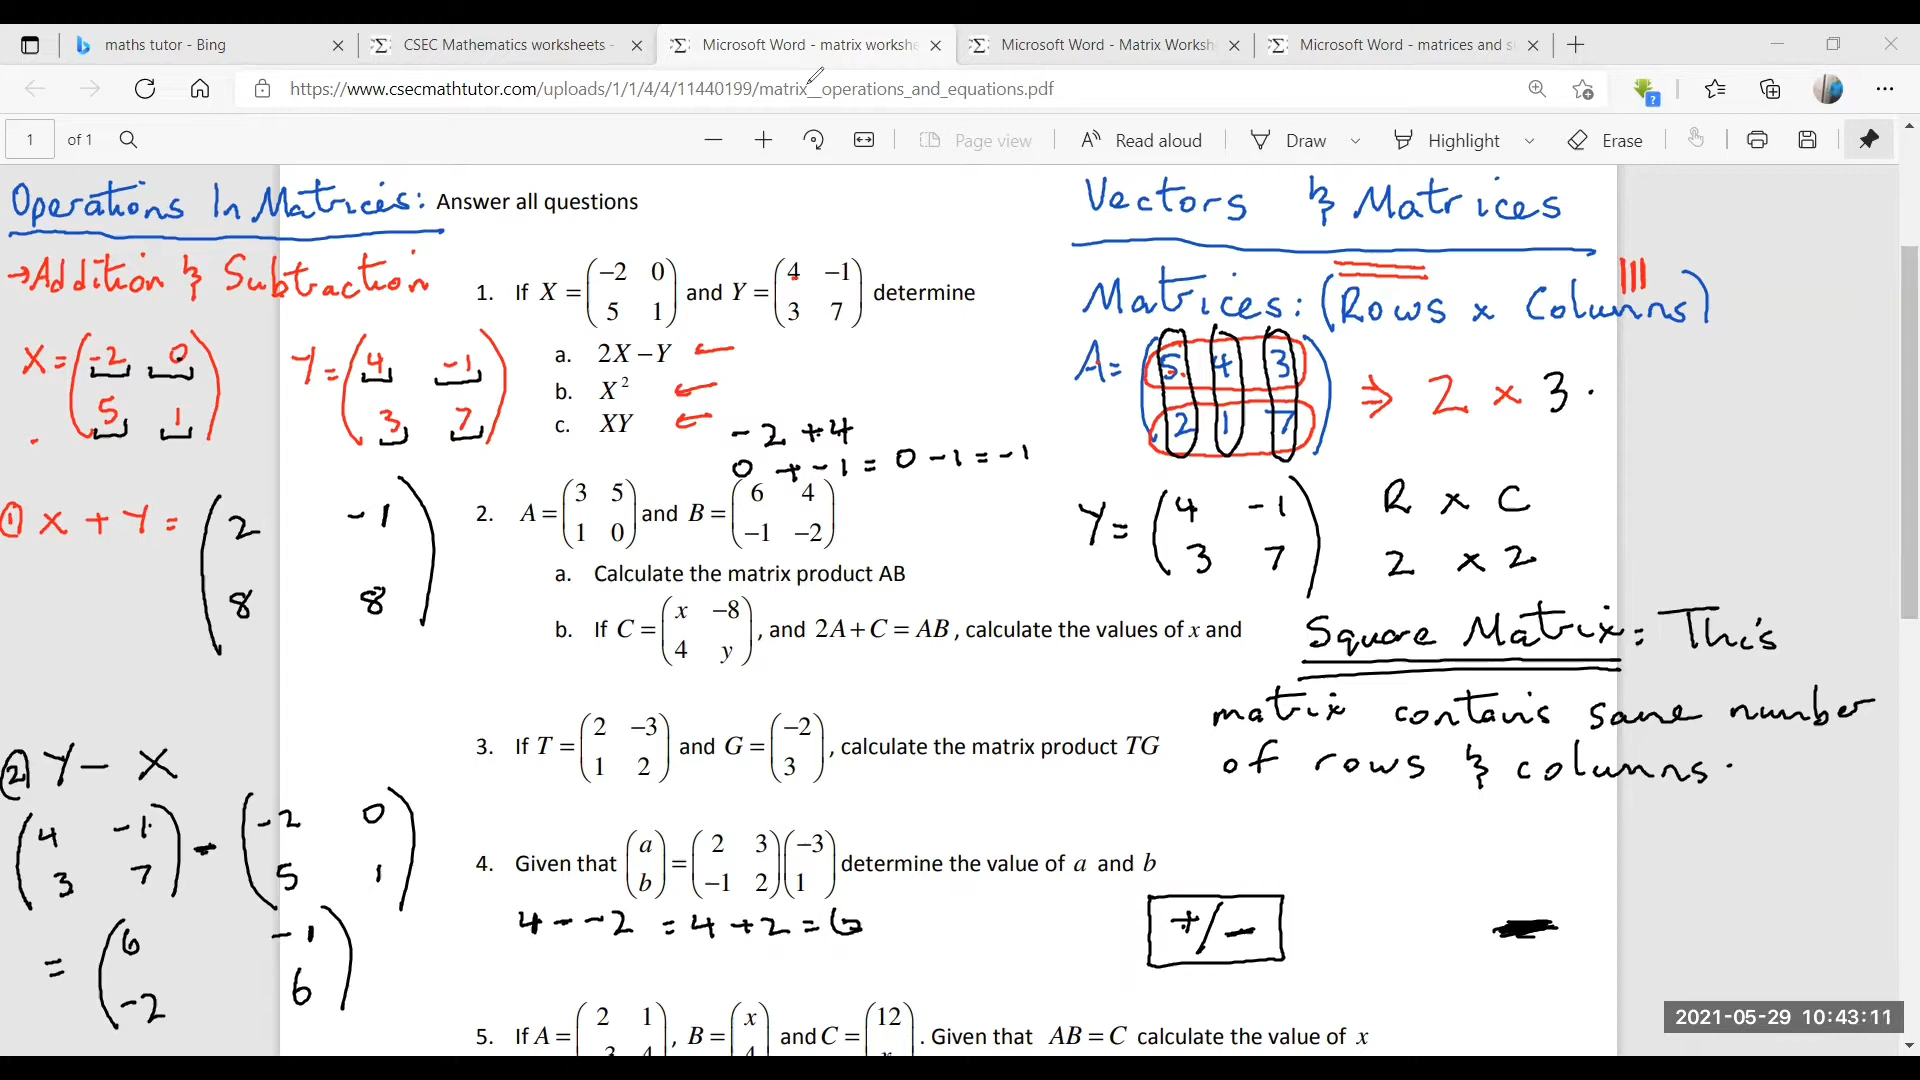 maths tutor - Bing
CSEC Mathematics worksheets -
Microsoft Word - matrix workshe
Microsoft Word - Matrix Worksh
Microsoft Word - matrices and s
https://www.csecmathtutor.com/uploads/1/1/4/4/11440199/matrix__operations_and_equations.pdf
1 of 1
Page view
Read aloud
Draw
Highlight
Erase
Operations In Matrices:
→Addition & Subtraction
X = (-2 0
5 1)
Y = (4 -1
3 7)
① X + Y = (2 -1
8 8)
② Y - X
(4 -1
3 7) - (-2 0
5 1)
= (6 -1
-2 6)
Answer all questions
1. If X = (−2 0
5 1) and Y = (4 −1
3 7) determine
a. 2X − Y ←
b. X² ←
c. XY ←
-2 + 4
0 + -1 = 0 - 1 = -1
2. A = (3 5
1 0) and B = (6 4
−1 −2)
a. Calculate the matrix product AB
b. If C = (x −8
4 y), and 2A + C = AB, calculate the values of x and
3. If T = (2 −3
1 2) and G = (−2
3), calculate the matrix product TG
4. Given that (a
b) = (2 3
−1 2)(−3
1) determine the value of a and b
4 - -2 = 4 + 2 = 6
5. If A = (2 1
B = (x
and C = (12
. Given that AB = C calculate the value of x
Vectors & Matrices
Matrices: (Rows x Columns)
A = (5 4 3
2 1 7) ⇒ 2 x 3.
Y = (4 -1
3 7)
R x C
2 x 2
Square Matrix: This
matrix contains same number
of rows & columns.
+/-
2021-05-29 10:43:11